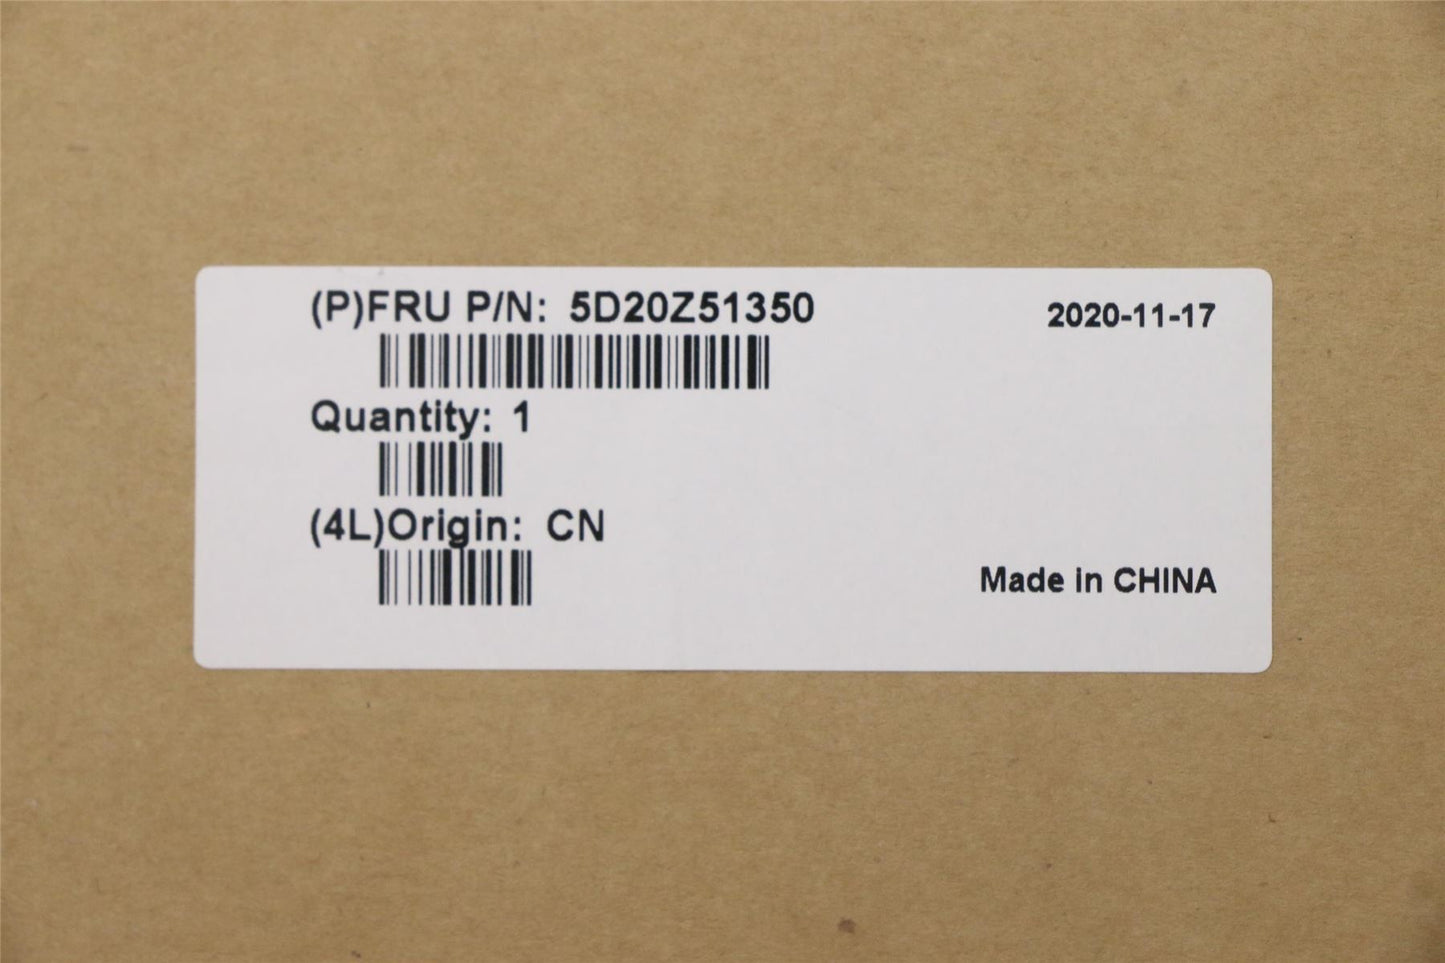 (P)FRU P/N: 5D20Z51350
2020-11-17
Quantity: 1
(4L)Origin: CN
Made in CHINA